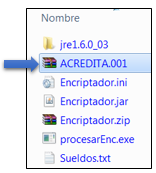 Nombre
jre1.6.0_03
ACREDITA.001
Encriptador.ini
Encriptador.jar
Encriptador.zip
procesarEnc.exe
Sueldos.txt